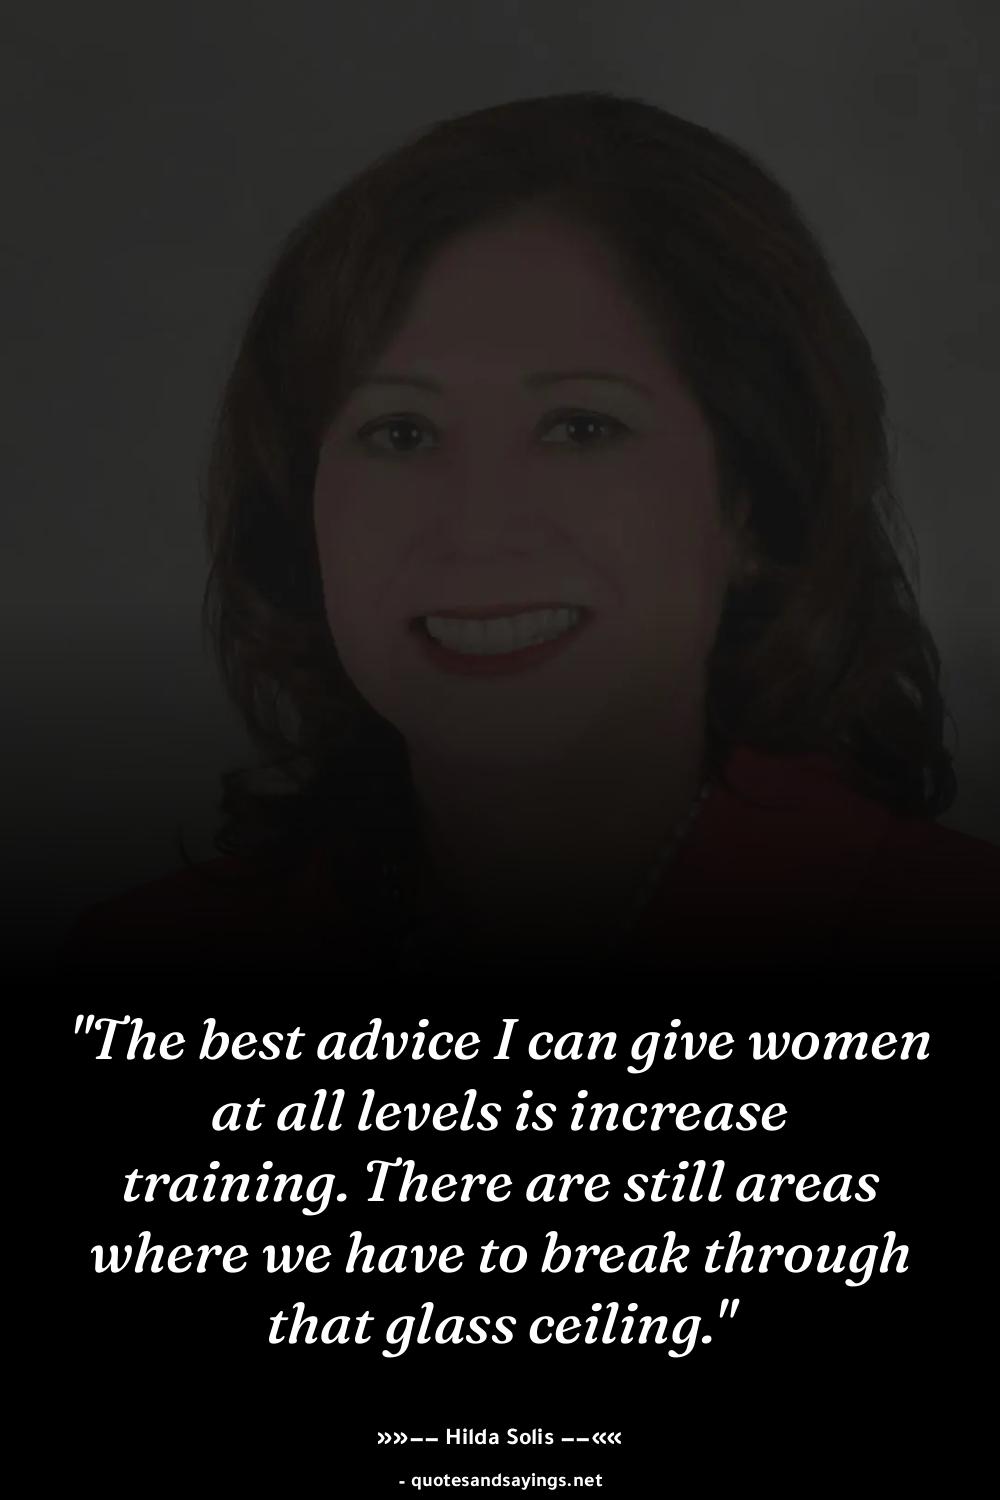 "The best advice I can give women
at all levels is increase
training. There are still areas
where we have to break through
that glass ceiling."
»»−− Hilda Solis −−««
- quotesandsayings.net